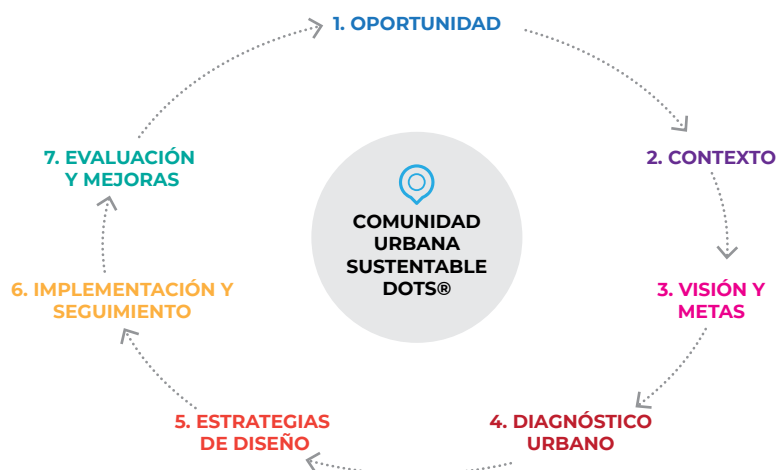 1. OPORTUNIDAD
2. CONTEXTO
3. VISIÓN Y
METAS
4. DIAGNÓSTICO
URBANO
5. ESTRATEGIAS
DE DISEÑO
6. IMPLEMENTACIÓN Y
SEGUIMIENTO
7. EVALUACIÓN
Y MEJORAS
COMUNIDAD
URBANA
SUSTENTABLE
DOTS®